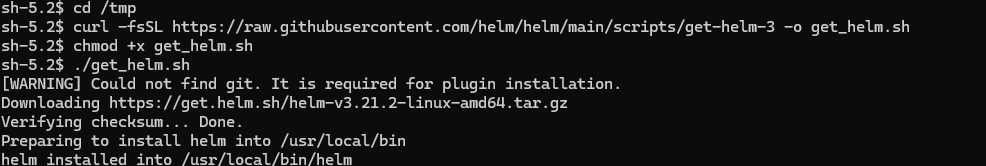 sh-5.2$ cd /tmp
sh-5.2$ curl -fsSL https://raw.githubusercontent.com/helm/helm/main/scripts/get-helm-3 -o get_helm.sh
sh-5.2$ chmod +x get_helm.sh
sh-5.2$ ./get_helm.sh
[WARNING] Could not find git. It is required for plugin installation.
Downloading https://get.helm.sh/helm-v3.21.2-linux-amd64.tar.gz
Verifying checksum... Done.
Preparing to install helm into /usr/local/bin
helm installed into /usr/local/bin/helm